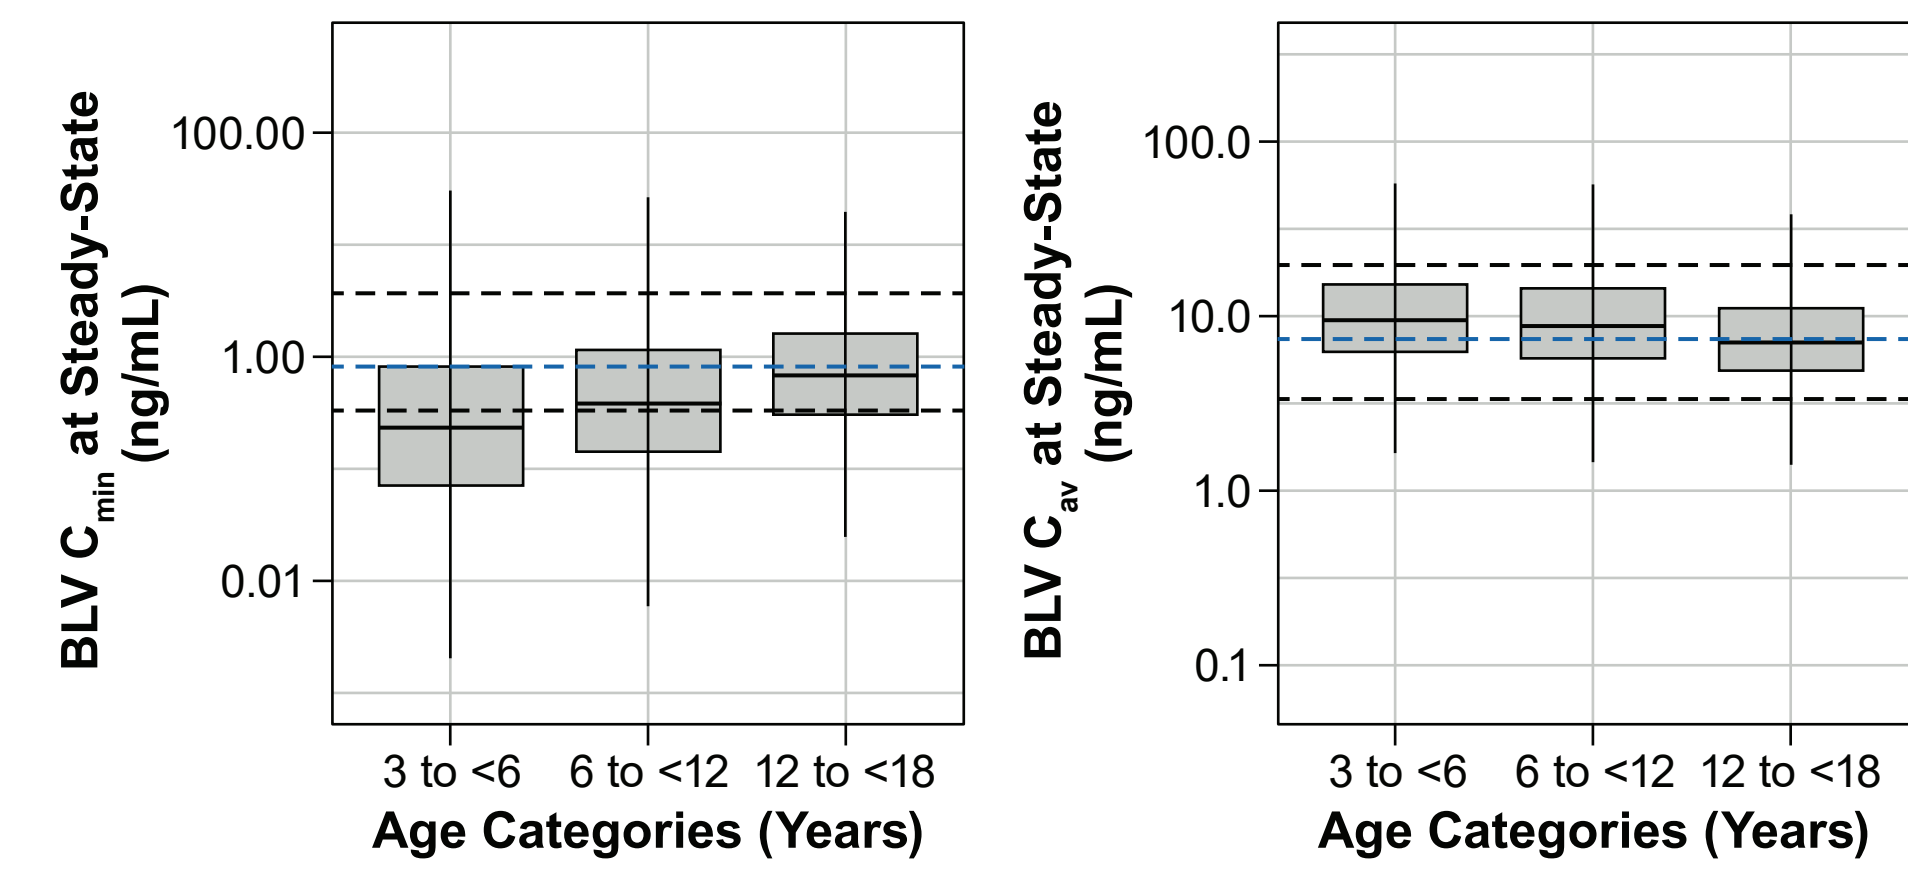 BLV Cmin at Steady-State
(ng/mL)
100.00
1.00
0.01
3 to <6
6 to <12
12 to <18
Age Categories (Years)
BLV Cav at Steady-State
(ng/mL)
100.0
10.0
1.0
0.1
3 to <6
6 to <12
12 to <18
Age Categories (Years)